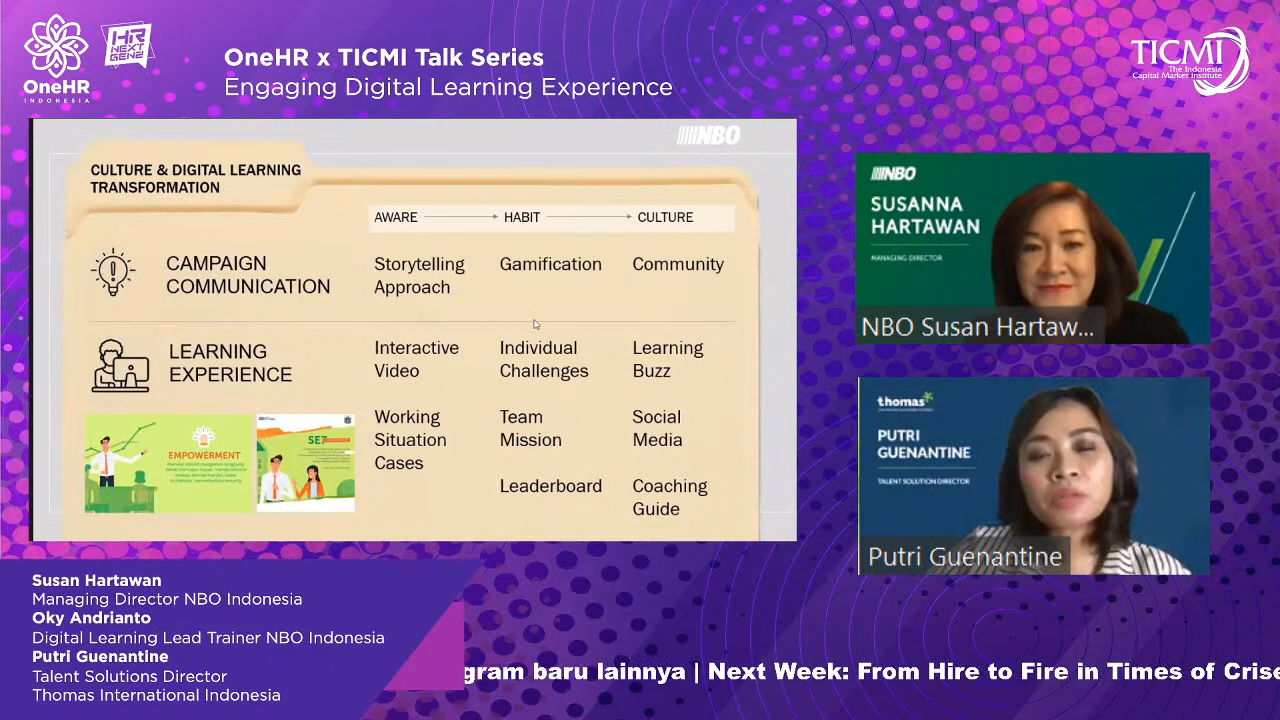 OneHR
INDONESIA
HR
NEXT
GEN
OneHR x TICMI Talk Series
Engaging Digital Learning Experience
TICMI
The Indonesia
Capital Market Institute
NBO
CULTURE & DIGITAL LEARNING
TRANSFORMATION
AWARE HABIT CULTURE
CAMPAIGN
COMMUNICATION
Storytelling
Approach
Gamification
Community
LEARNING
EXPERIENCE
Interactive
Video
Individual
Challenges
Learning
Buzz
Working
Situation
Cases
Team
Mission
Social
Media
Leaderboard
Coaching
Guide
EMPOWERMENT
NBO
SUSANNA
HARTAWAN
MANAGING DIRECTOR
NBO Susan Hartaw...
thomas
PUTRI
GUENANTINE
TALENT SOLUTION DIRECTOR
Putri Guenantine
Susan Hartawan
Managing Director NBO Indonesia
Oky Andrianto
Digital Learning Lead Trainer NBO Indonesia
Putri Guenantine
Talent Solutions Director
Thomas International Indonesia
gram baru lainnya | Next Week: From Hire to Fire in Times of Crise